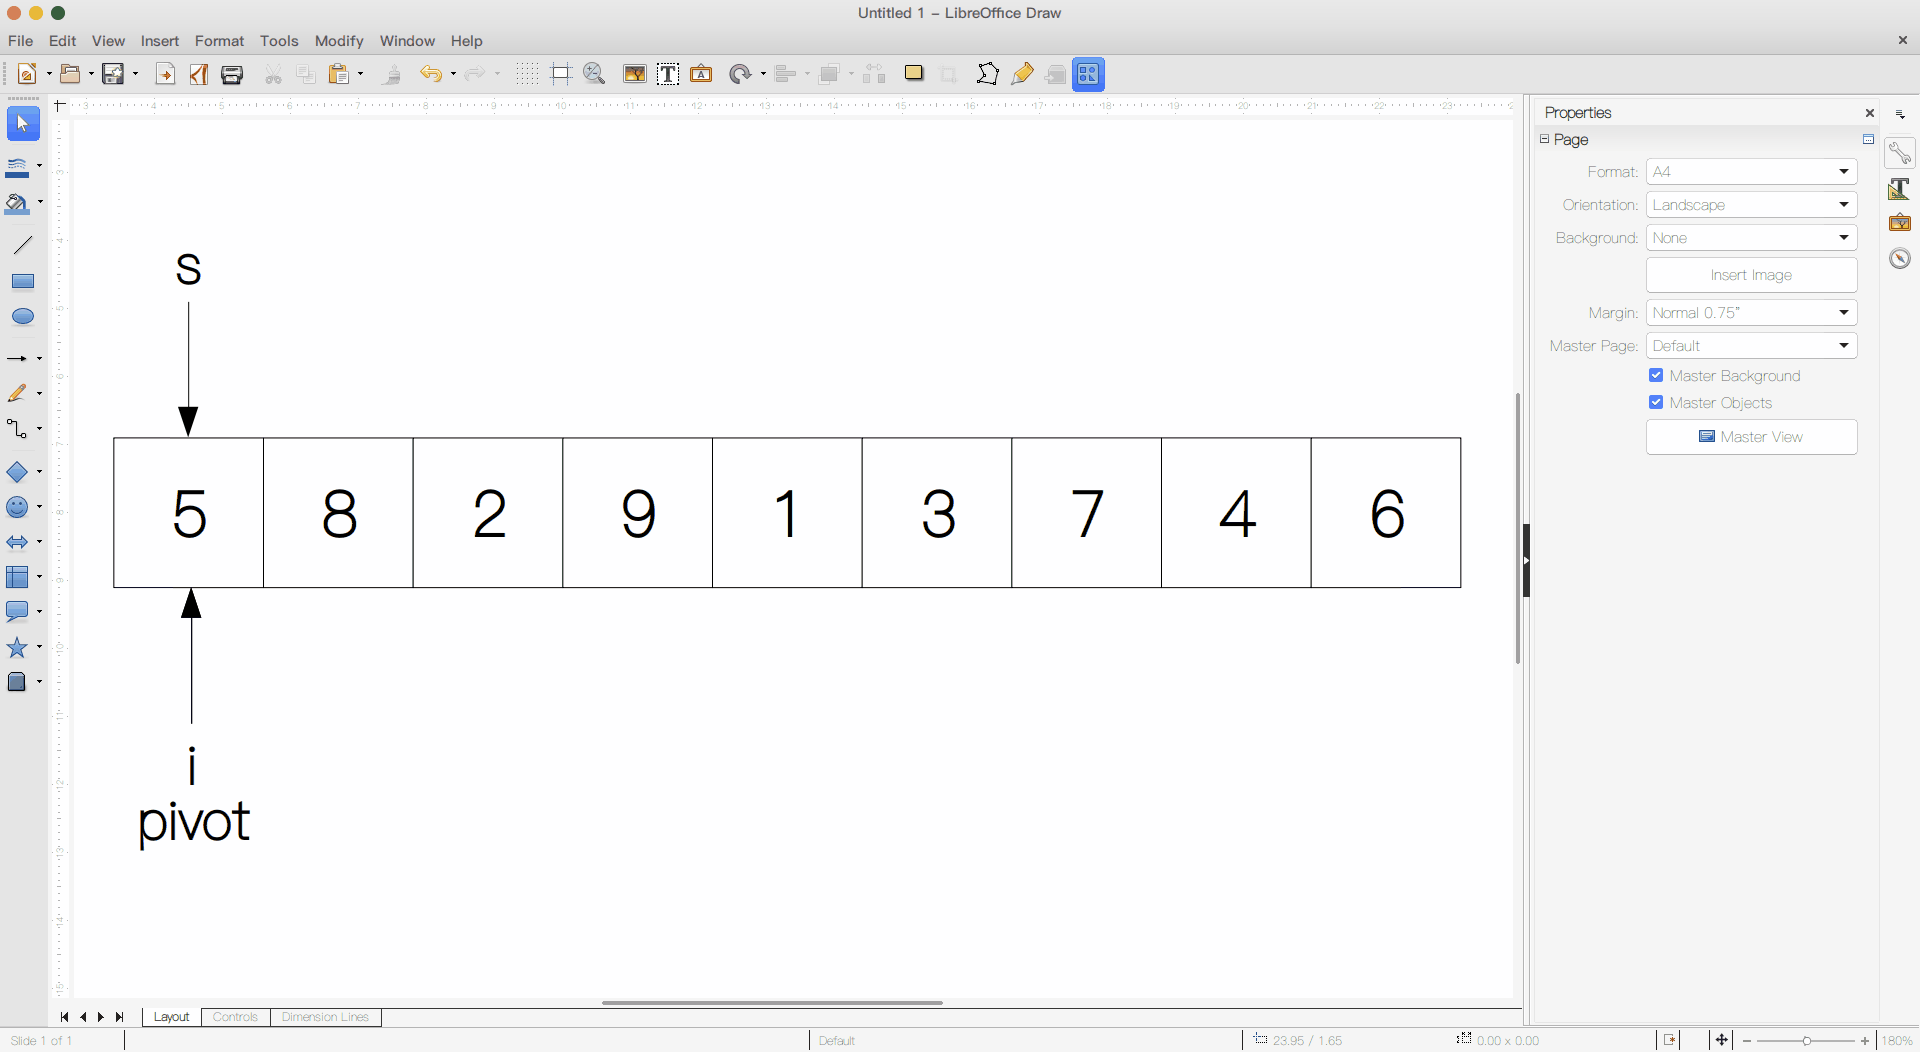 Untitled 1 – LibreOffice Draw
File Edit View Insert Format Tools Modify Window Help
Properties
Page
Format: A4
Orientation: Landscape
Background: None
Insert Image
Margin: Normal 0.75"
Master Page: Default
Master Background
Master Objects
Master View
s
5 8 2 9 1 3 7 4 6
i
pivot
Layout Controls Dimension Lines
Slide 1 of 1 Default 23.95 / 1.65 0.00 x 0.00 180%